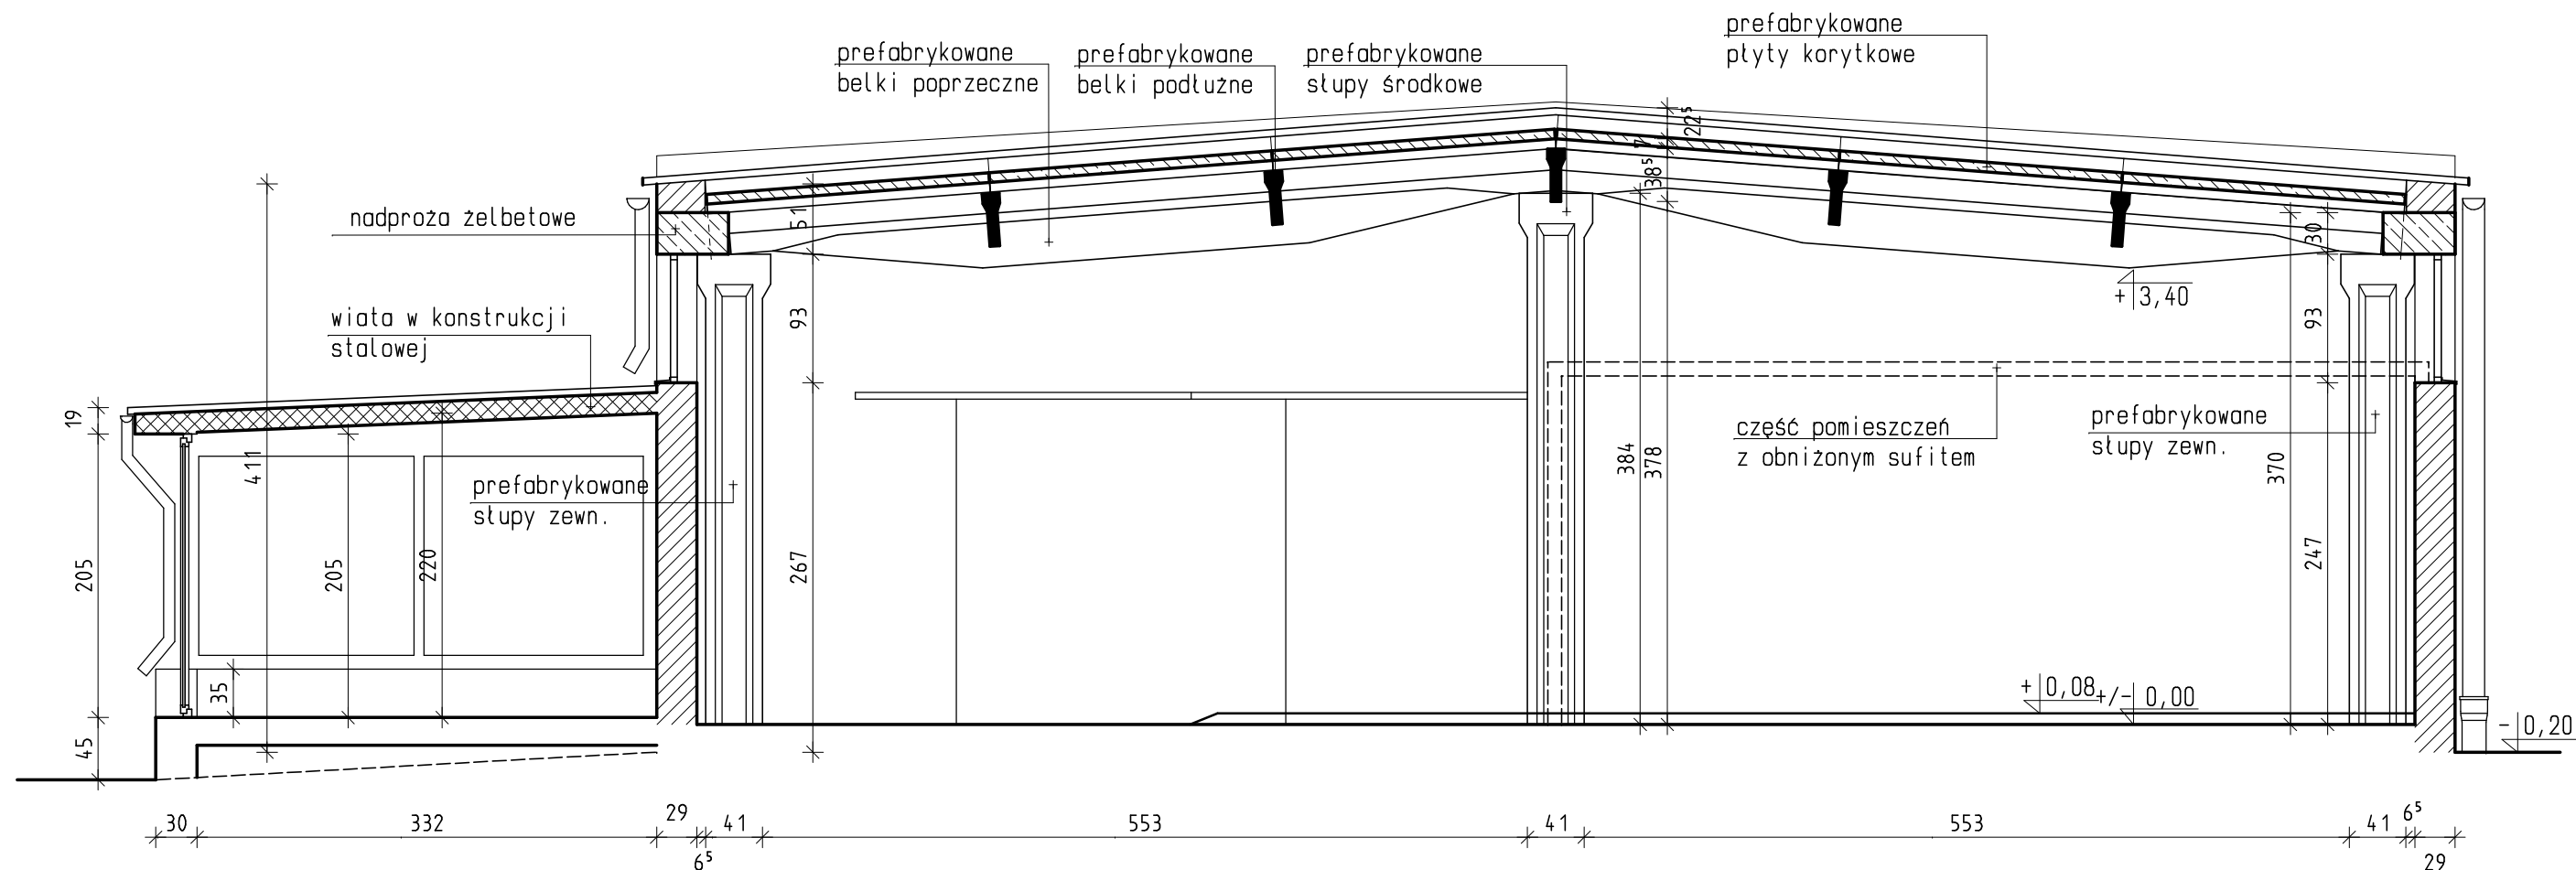 prefabrykowane
płyty korytkowe
prefabrykowane
belki poprzeczne
prefabrykowane
belki podłużne
prefabrykowane
słupy środkowe
22⁵
7
38⁵
nadproża żelbetowe
51
30
+ 3,40
wiata w konstrukcji
stalowej
93
93
19
411
część pomieszczeń
z obniżonym sufitem
prefabrykowane
słupy zewn.
384
378
370
prefabrykowane
słupy zewn.
205
205
220
267
247
35
+ 0,08
+/- 0,00
- 0,20
45
30
332
29
6⁵
41
553
41
553
41
6⁵
29